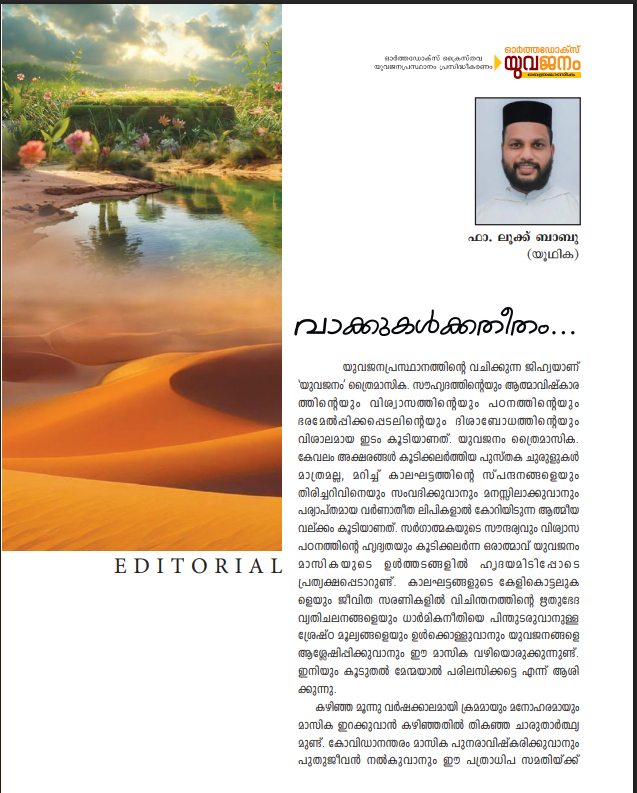 ഓർത്തഡോക്സ് ക്രൈസ്തവ
യുവജനപ്രസ്ഥാനം പ്രസിദ്ധീകരണം
ഓർത്തഡോക്സ്
യുവജനം
ഫാ. ലൂക്ക് ബാബു
(യൂഥിക)
വാക്കുകൾക്കതീതം...
യുവജനപ്രസ്ഥാനത്തിന്റെ വചിക്കുന്ന ജിഹ്വയാണ്
'യുവജനം' ത്രൈമാസിക. സൗഹൃദത്തിന്റെയും ആത്മാവിഷ്കാര
ത്തിന്റെയും വിശ്വാസത്തിന്റെയും പഠനത്തിന്റെയും
ഭരമേൽപ്പിക്കപ്പെടലിന്റെയും ദിശാബോധത്തിന്റെയും
വിശാലമായ ഇടം കൂടിയാണത്. യുവജനം ത്രൈമാസിക.
കേവലം അക്ഷരങ്ങൾ കൂടിക്കലർത്തിയ പുസ്തക ചുരുളുകൾ
മാത്രമല്ല, മറിച്ച് കാലഘട്ടത്തിന്റെ സ്പന്ദനങ്ങളെയും
തിരിച്ചറിവിനെയും സംവദിക്കുവാനും മനസ്സിലാക്കുവാനും
പര്യാപ്തമായ വർണാതീത ലിപികളാൽ കോറിയിടുന്ന ആത്മീയ
വല്ക്കം കൂടിയാണത്. സർഗാത്മകയുടെ സൗന്ദര്യവും വിശ്വാസ
പഠനത്തിന്റെ ഹൃദ്യതയും കൂടിക്കലർന്ന ഒരാത്മാവ് യുവജനം
മാസികയുടെ ഉൾത്തടങ്ങളിൽ ഹൃദയമിടിപ്പോടെ
പ്രത്യക്ഷപ്പെടാറുണ്ട്. കാലഘട്ടങ്ങളുടെ കേളികൊട്ടലുക
ളെയും ജീവിത സരണികളിൽ വിചിന്തനത്തിന്റെ ഋതുഭേദ
വ്യതിചലനങ്ങളെയും ധാർമികനീതിയെ പിന്തുടരുവാനുള്ള
ശ്രേഷ്ഠ മൂല്യങ്ങളെയും ഉൾക്കൊള്ളുവാനും യുവജനങ്ങളെ
ആശ്ലേഷിപ്പിക്കുവാനും ഈ മാസിക വഴിയൊരുക്കുന്നുണ്ട്.
ഇനിയും കൂടുതൽ മേന്മയാൽ പരിലസിക്കട്ടെ എന്ന് ആശി
ക്കുന്നു.
കഴിഞ്ഞ മൂന്നു വർഷക്കാലമായി ക്രമമായും മനോഹരമായും
മാസിക ഇറക്കുവാൻ കഴിഞ്ഞതിൽ തികഞ്ഞ ചാരുതാർത്ഥ്യ
മുണ്ട്. കോവിഡാനന്തരം മാസിക പുനരാവിഷ്കരിക്കുവാനും
പുതുജീവൻ നൽകുവാനും ഈ പത്രാധിപ സമതിയ്ക്ക്
EDITORIAL